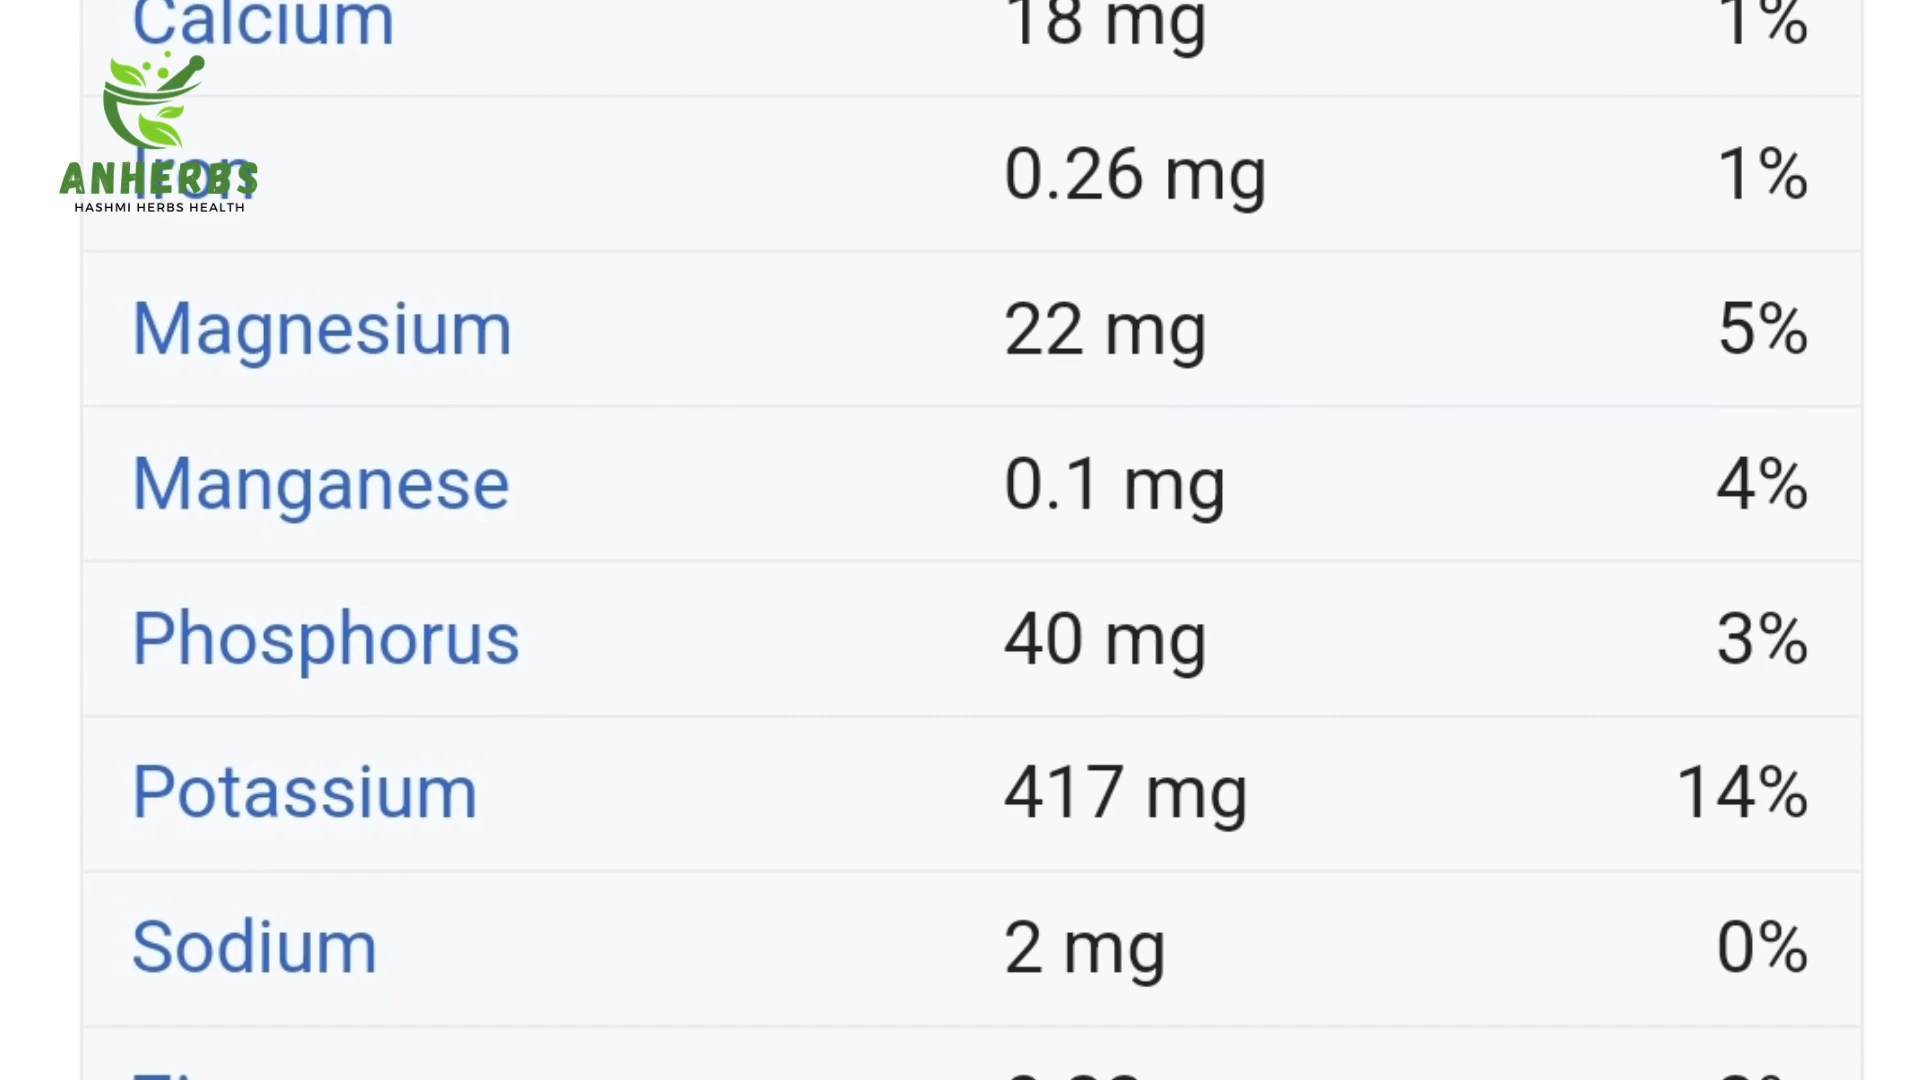 Calcium 18 mg 1%
Iron 0.26 mg 1%
ANHERBS
HASHMI HERBS HEALTH
Magnesium 22 mg 5%
Manganese 0.1 mg 4%
Phosphorus 40 mg 3%
Potassium 417 mg 14%
Sodium 2 mg 0%